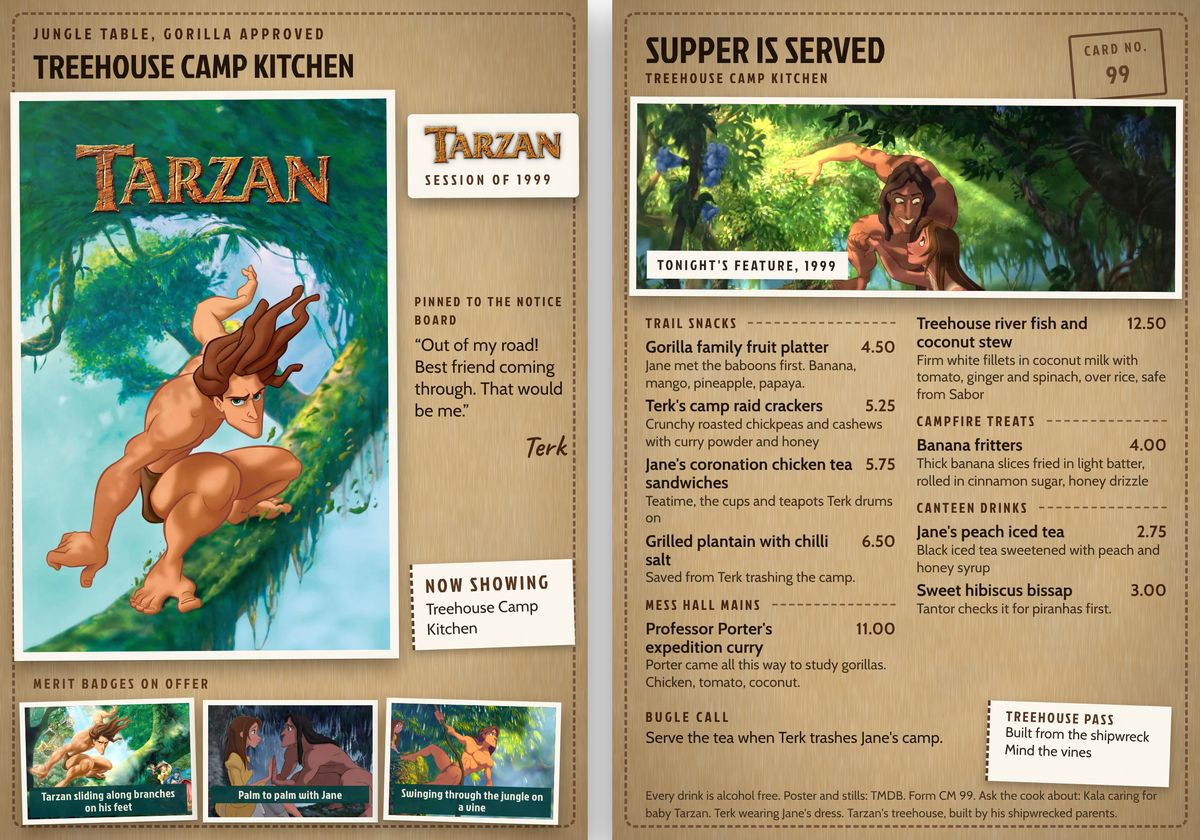 JUNGLE TABLE, GORILLA APPROVED
TREEHOUSE CAMP KITCHEN
TARZAN
TARZAN
SESSION OF 1999
PINNED TO THE NOTICE
BOARD
“Out of my road!
Best friend coming
through. That would
be me.”
Terk
NOW SHOWING
Treehouse Camp
Kitchen
MERIT BADGES ON OFFER
Tarzan sliding along branches
on his feet
Palm to palm with Jane
Swinging through the jungle on
a vine
SUPPER IS SERVED
TREEHOUSE CAMP KITCHEN
CARD NO.
99
TONIGHT'S FEATURE, 1999
TRAIL SNACKS
Gorilla family fruit platter 4.50
Jane met the baboons first. Banana,
mango, pineapple, papaya.
Terk's camp raid crackers 5.25
Crunchy roasted chickpeas and cashews
with curry powder and honey
Jane's coronation chicken tea 5.75
sandwiches
Teatime, the cups and teapots Terk drums
on
Grilled plantain with chilli 6.50
salt
Saved from Terk trashing the camp.
MESS HALL MAINS
Professor Porter's 11.00
expedition curry
Porter came all this way to study gorillas.
Chicken, tomato, coconut.
Treehouse river fish and 12.50
coconut stew
Firm white fillets in coconut milk with
tomato, ginger and spinach, over rice, safe
from Sabor
CAMPFIRE TREATS
Banana fritters 4.00
Thick banana slices fried in light batter,
rolled in cinnamon sugar, honey drizzle
CANTEEN DRINKS
Jane's peach iced tea 2.75
Black iced tea sweetened with peach and
honey syrup
Sweet hibiscus bissap 3.00
Tantor checks it for piranhas first.
BUGLE CALL
Serve the tea when Terk trashes Jane's camp.
TREEHOUSE PASS
Built from the shipwreck
Mind the vines
Every drink is alcohol free. Poster and stills: TMDB. Form CM 99. Ask the cook about: Kala caring for
baby Tarzan. Terk wearing Jane's dress. Tarzan's treehouse, built by his shipwrecked parents.